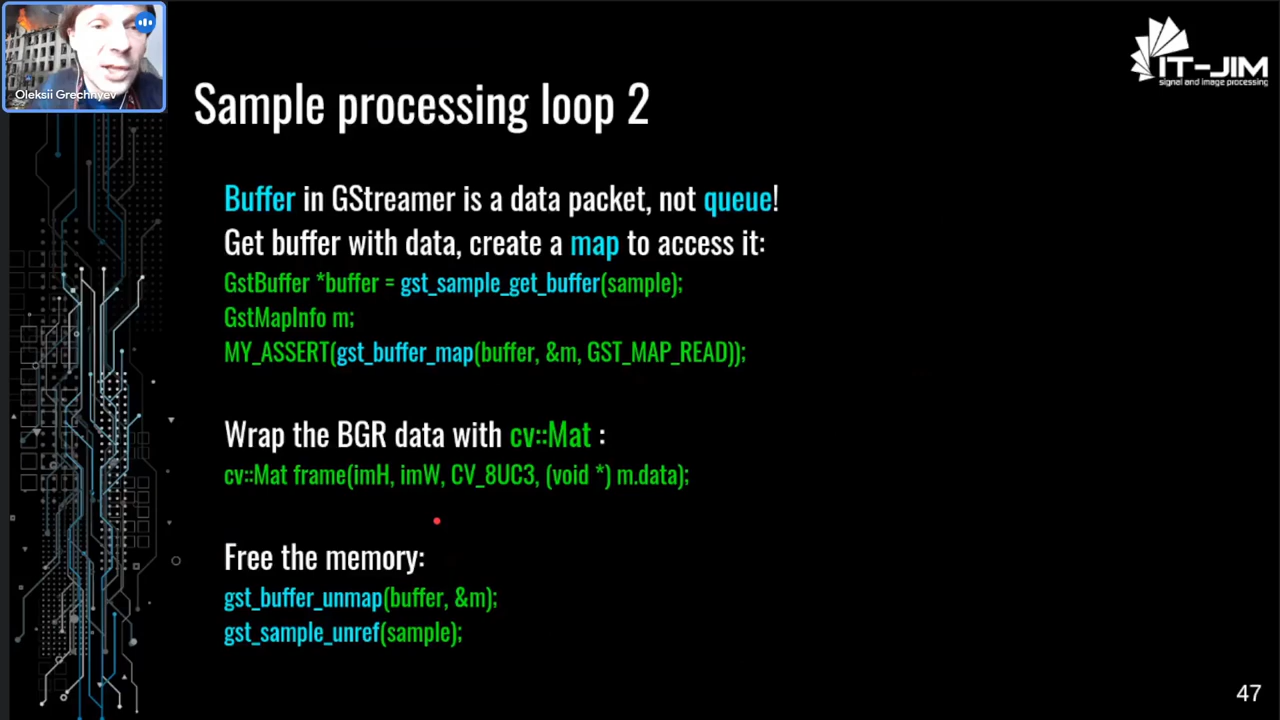 Oleksii Grechnyev
IT-JIM
signal and image processing
Sample processing loop 2
Buffer in GStreamer is a data packet, not queue!
Get buffer with data, create a map to access it:
GstBuffer *buffer = gst_sample_get_buffer(sample);
GstMapInfo m;
MY_ASSERT(gst_buffer_map(buffer, &m, GST_MAP_READ));
Wrap the BGR data with cv::Mat :
cv::Mat frame(imH, imW, CV_8UC3, (void *) m.data);
Free the memory:
gst_buffer_unmap(buffer, &m);
gst_sample_unref(sample);
47